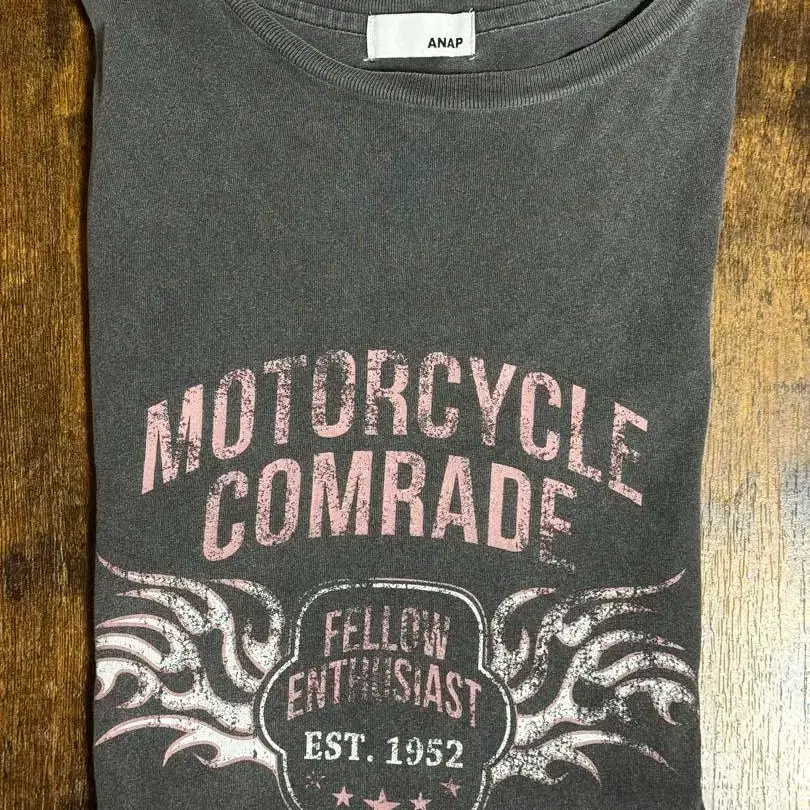 ANAP
MOTORCYCLE
COMRADE
FELLOW
ENTHUSIAST
EST. 1952